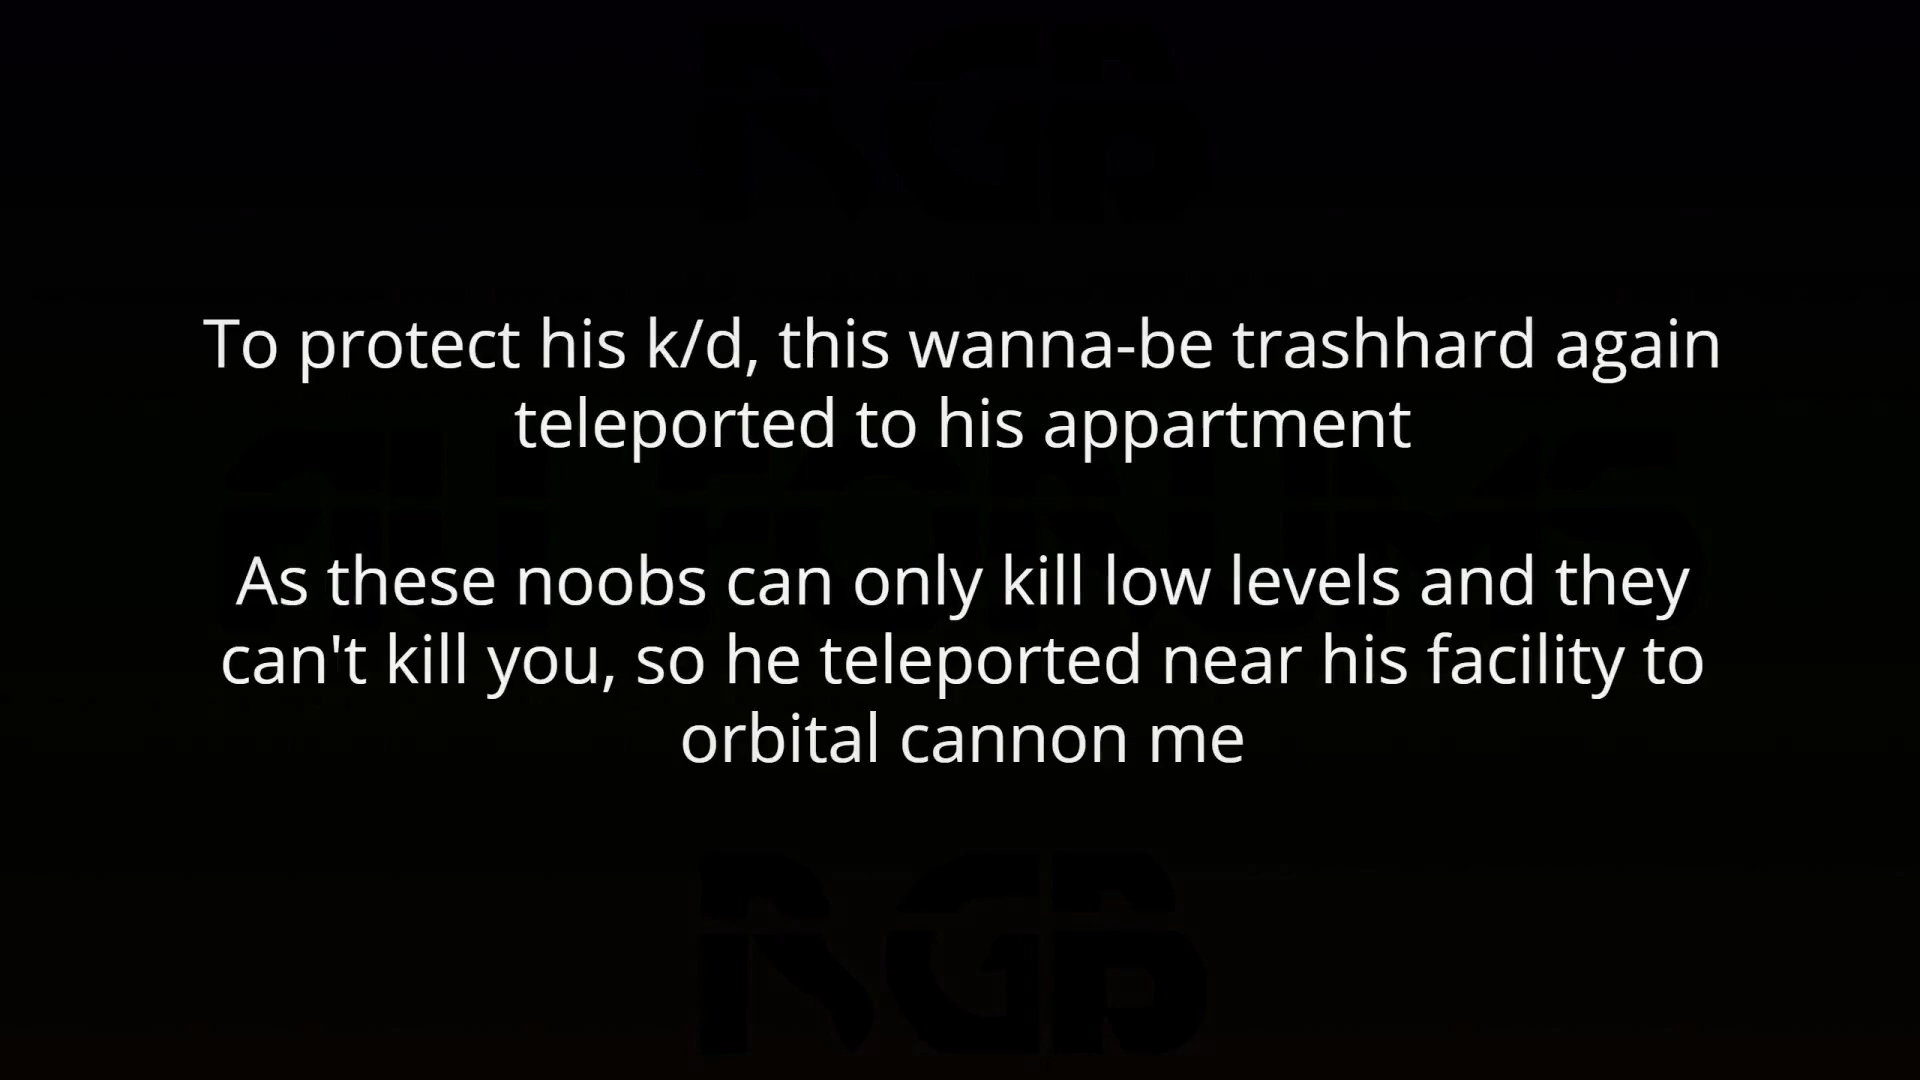 To protect his k/d, this wanna-be trashhard again
teleported to his appartment
As these noobs can only kill low levels and they
can't kill you, so he teleported near his facility to
orbital cannon me